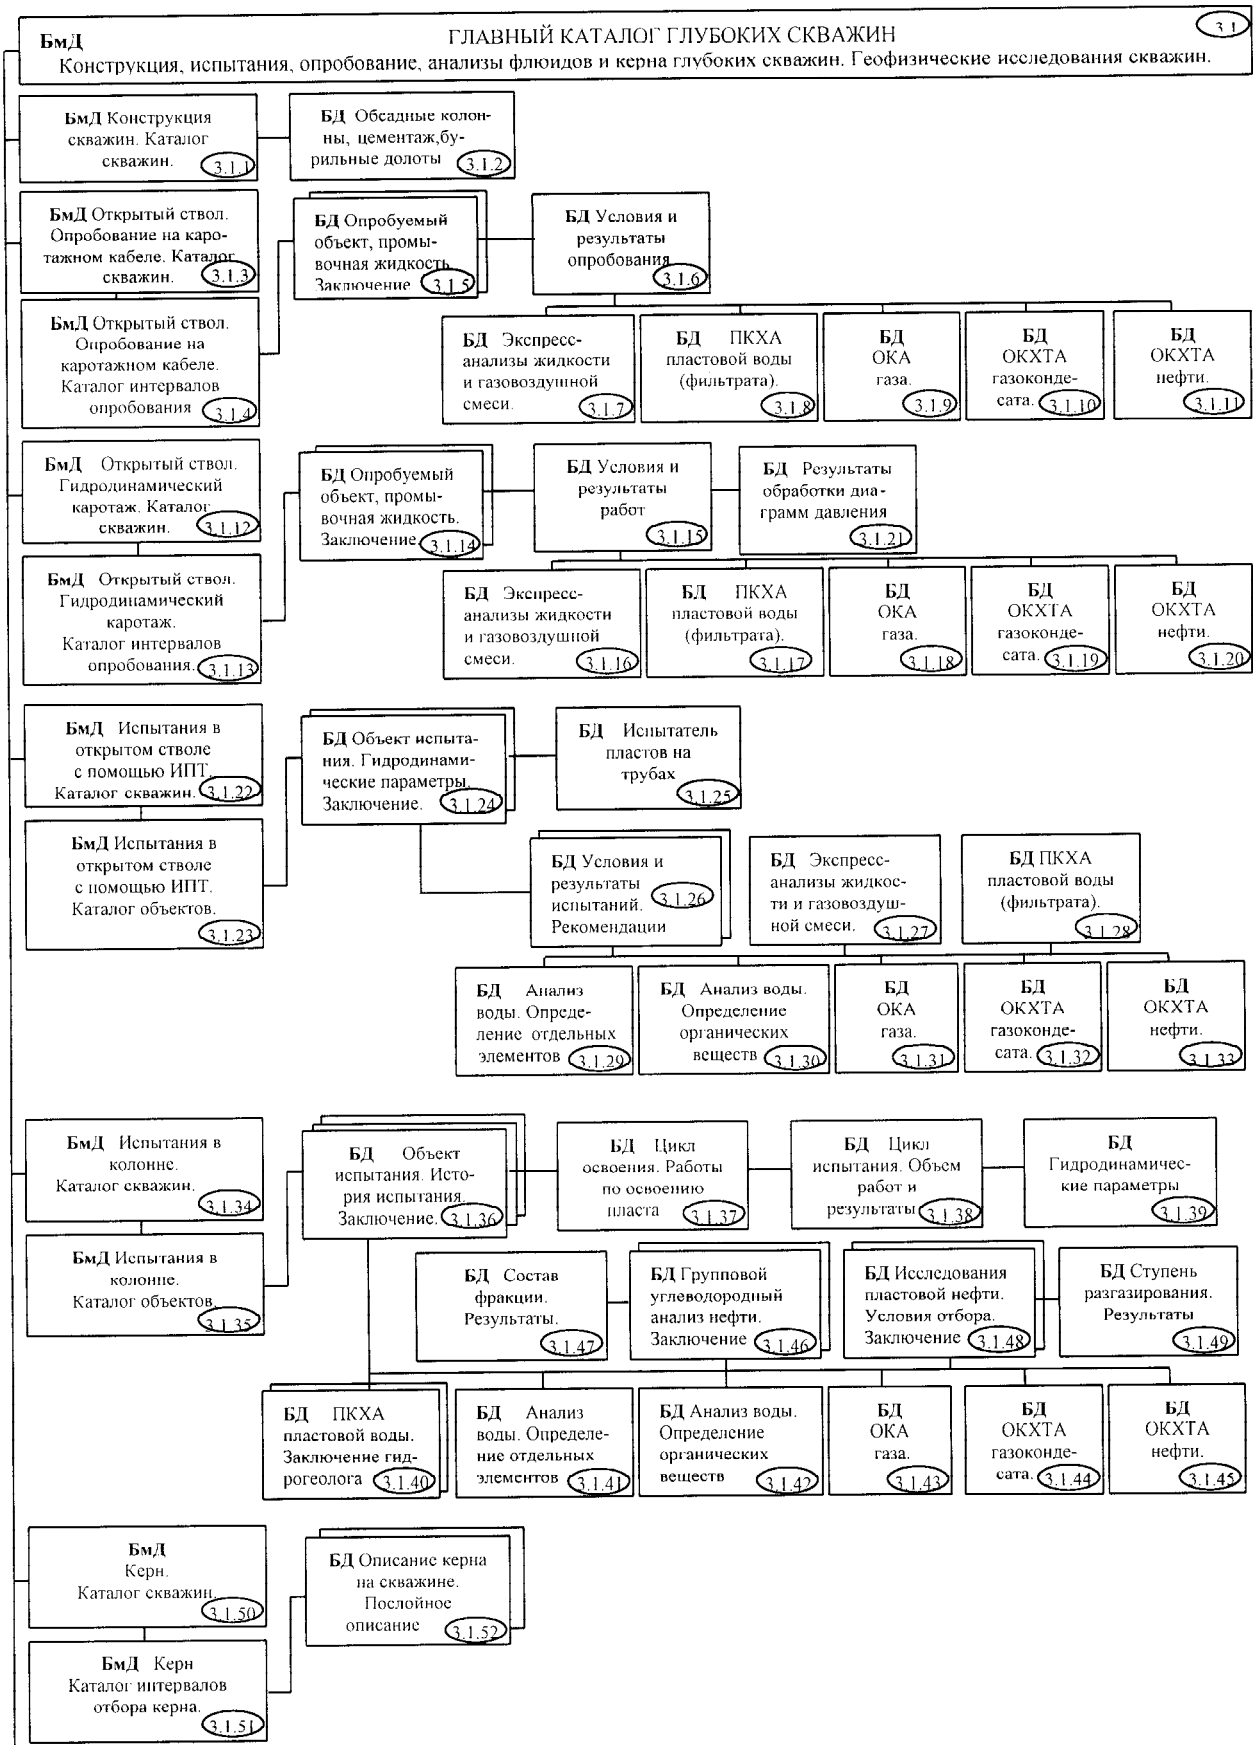 3.1
БмД
ГЛАВНЫЙ КАТАЛОГ ГЛУБОКИХ СКВАЖИН
Конструкция, испытания, опробование, анализы флюидов и керна глубоких скважин. Геофизические исследования скважин.
БмД Конструкция
скважин. Каталог
скважин.
3.1.1
БД Обсадные колон-
ны, цементаж,бу-
рильные долоты
3.1.2
БмД Открытый ствол.
Опробование на каро-
тажном кабеле. Каталог
скважин.
3.1.3
БД Опробуемый
объект, промы-
вочная жидкость.
Заключение
3.1.5
БД Условия и
результаты
опробования
3.1.6
БмД Открытый ствол.
Опробование на
каротажном кабеле.
Каталог интервалов
опробования
3.1.4
БД Экспресс-
анализы жидкости
и газовоздушной
смеси.
3.1.7
БД ПКХА
пластовой воды
(фильтрата).
3.1.8
БД
ОКА
газа.
3.1.9
БД
ОКХТА
газоконде-
сата.
3.1.10
БД
ОКХТА
нефти.
3.1.11
БмД Открытый ствол.
Гидродинамический
каротаж. Каталог
скважин.
3.1.12
БД Опробуемый
объект, промы-
вочная жидкость.
Заключение
3.1.14
БД Условия и
результаты
работ
3.1.15
БД Результаты
обработки диа-
грамм давления
3.1.21
БмД Открытый ствол.
Гидродинамический
каротаж.
Каталог интервалов
опробования.
3.1.13
БД Экспресс-
анализы жидкости
и газовоздушной
смеси.
3.1.16
БД ПКХА
пластовой воды
(фильтрата).
3.1.17
БД
ОКА
газа.
3.1.18
БД
ОКХТА
газоконде-
сата.
3.1.19
БД
ОКХТА
нефти.
3.1.20
БмД Испытания в
открытом стволе
с помощью ИПТ.
Каталог скважин.
3.1.22
БД Объект испыта-
ния. Гидродинами-
ческие параметры.
Заключение.
3.1.24
БД Испытатель
пластов на
трубах
3.1.25
БмД Испытания в
открытом стволе
с помощью ИПТ.
Каталог объектов.
3.1.23
БД Условия и
результаты
испытаний.
Рекомендации
3.1.26
БД Экспресс-
анализы жидкос-
ти и газовоздуш-
ной смеси.
3.1.27
БД ПКХА
пластовой воды
(фильтрата).
3.1.28
БД Анализ
воды. Опреде-
ление отдельных
элементов
3.1.29
БД Анализ воды.
Определение
органических
веществ
3.1.30
БД
ОКА
газа.
3.1.31
БД
ОКХТА
газоконде-
сата.
3.1.32
БД
ОКХТА
нефти.
3.1.33
БмД Испытания в
колонне.
Каталог скважин.
3.1.34
БД Объект
испытания. Исто-
рия испытания.
Заключение.
3.1.36
БД Цикл
освоения. Работы
по освоению
пласта
3.1.37
БД Цикл
испытания. Объем
работ и
результаты
3.1.38
БД
Гидродинамичес-
кие параметры
3.1.39
БмД Испытания в
колонне.
Каталог объектов.
3.1.35
БД Состав
фракции.
Результаты.
3.1.47
БД Групповой
углеводородный
анализ нефти.
Заключение
3.1.46
БД Исследования
пластовой нефти.
Условия отбора.
Заключение
3.1.48
БД Ступень
разгазирования.
Результаты
3.1.49
БД ПКХА
пластовой воды.
Заключение гид-
рогеолога
3.1.40
БД Анализ
воды. Определе-
ние отдельных
элементов
3.1.41
БД Анализ воды.
Определение
органических
веществ
3.1.42
БД
ОКА
газа.
3.1.43
БД
ОКХТА
газоконде-
сата.
3.1.44
БД
ОКХТА
нефти.
3.1.45
БмД
Керн.
Каталог скважин.
3.1.50
БД Описание керна
на скважине.
Послойное
описание
3.1.52
БмД Керн
Каталог интервалов
отбора керна.
3.1.51